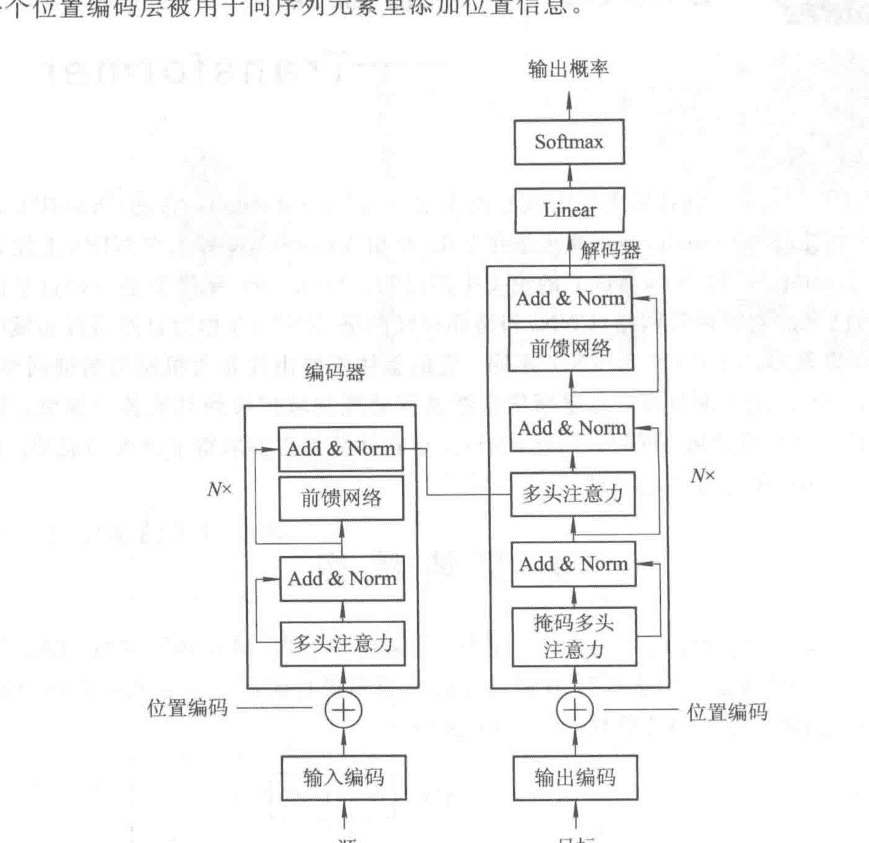 个位置编码层被用于向序列元素里添加位置信息。
输出概率
Softmax
Linear
解码器
Add & Norm
前馈网络
Add & Norm
多头注意力
Add & Norm
掩码多头
注意力
N×
编码器
Add & Norm
前馈网络
N×
Add & Norm
多头注意力
位置编码
位置编码
输入编码
输出编码